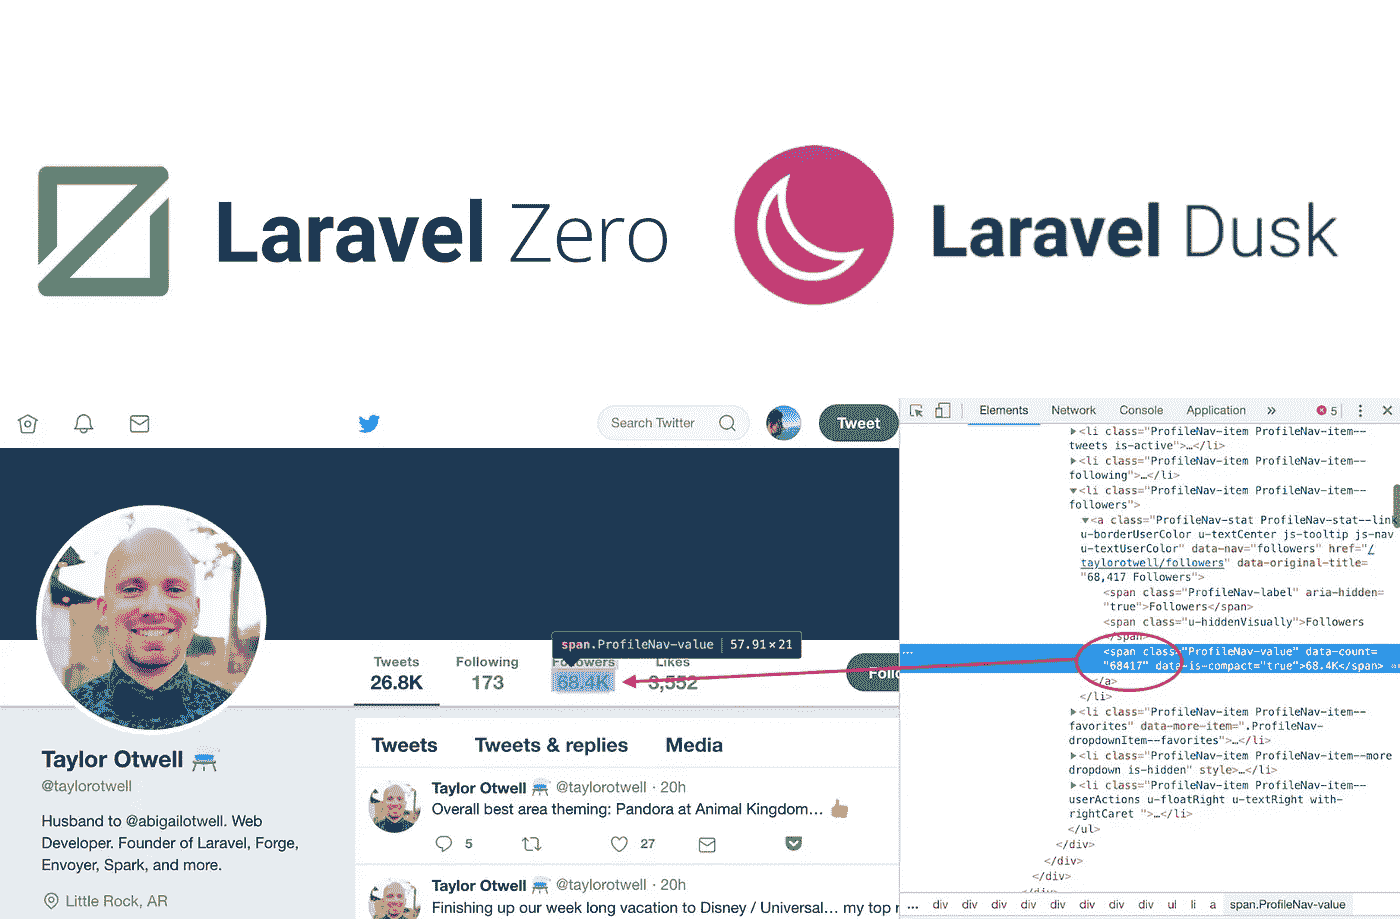 Laravel Zero
Laravel Dusk
Search Twitter
Tweet
span.ProfileNav-value | 57.91×21
Tweets
Following
Followers
Likes
26.8K
173
68.4K
3,552
Follo
Taylor Otwell
@taylorotwell
Husband to @abigailotwell. Web
Developer. Founder of Laravel, Forge,
Envoyer, Spark, and more.
Little Rock, AR
Tweets
Tweets & replies
Media
Taylor Otwell @taylorotwell · 20h
Overall best area theming: Pandora at Animal Kingdom…
5
27
Taylor Otwell @taylorotwell · 20h
Finishing up our week long vacation to Disney / Universal… my top r
Elements
Network
Console
Application
»
5
<li class="ProfileNav-item ProfileNav-item--
tweets is-active">…</li>
<li class="ProfileNav-item ProfileNav-item--
following">…</li>
<li class="ProfileNav-item ProfileNav-item--
followers">
<a class="ProfileNav-stat ProfileNav-stat--link
u-borderUserColor u-textCenter js-tooltip js-nav
u-textUserColor" data-nav="followers" href="/
taylorotwell/followers" data-original-title=
"68,417 Followers">
<span class="ProfileNav-label" aria-hidden=
"true">Followers</span>
<span class="u-hiddenVisually">Followers
</span>
<span class="ProfileNav-value" data-count=
"68417" data-is-compact="true">68.4K</span>
</a>
</li>
<li class="ProfileNav-item ProfileNav-item--
favorites" data-more-item=".ProfileNav-
dropdownItem--favorites">…</li>
<li class="ProfileNav-item ProfileNav-item--more
dropdown is-hidden" style>…</li>
<li class="ProfileNav-item ProfileNav-item--
userActions u-floatRight u-textRight with-
rightCaret ">…</li>
</ul>
</div>
</div>
</div>
</div>
… div div div div div div div div ul li a span.ProfileNav-value